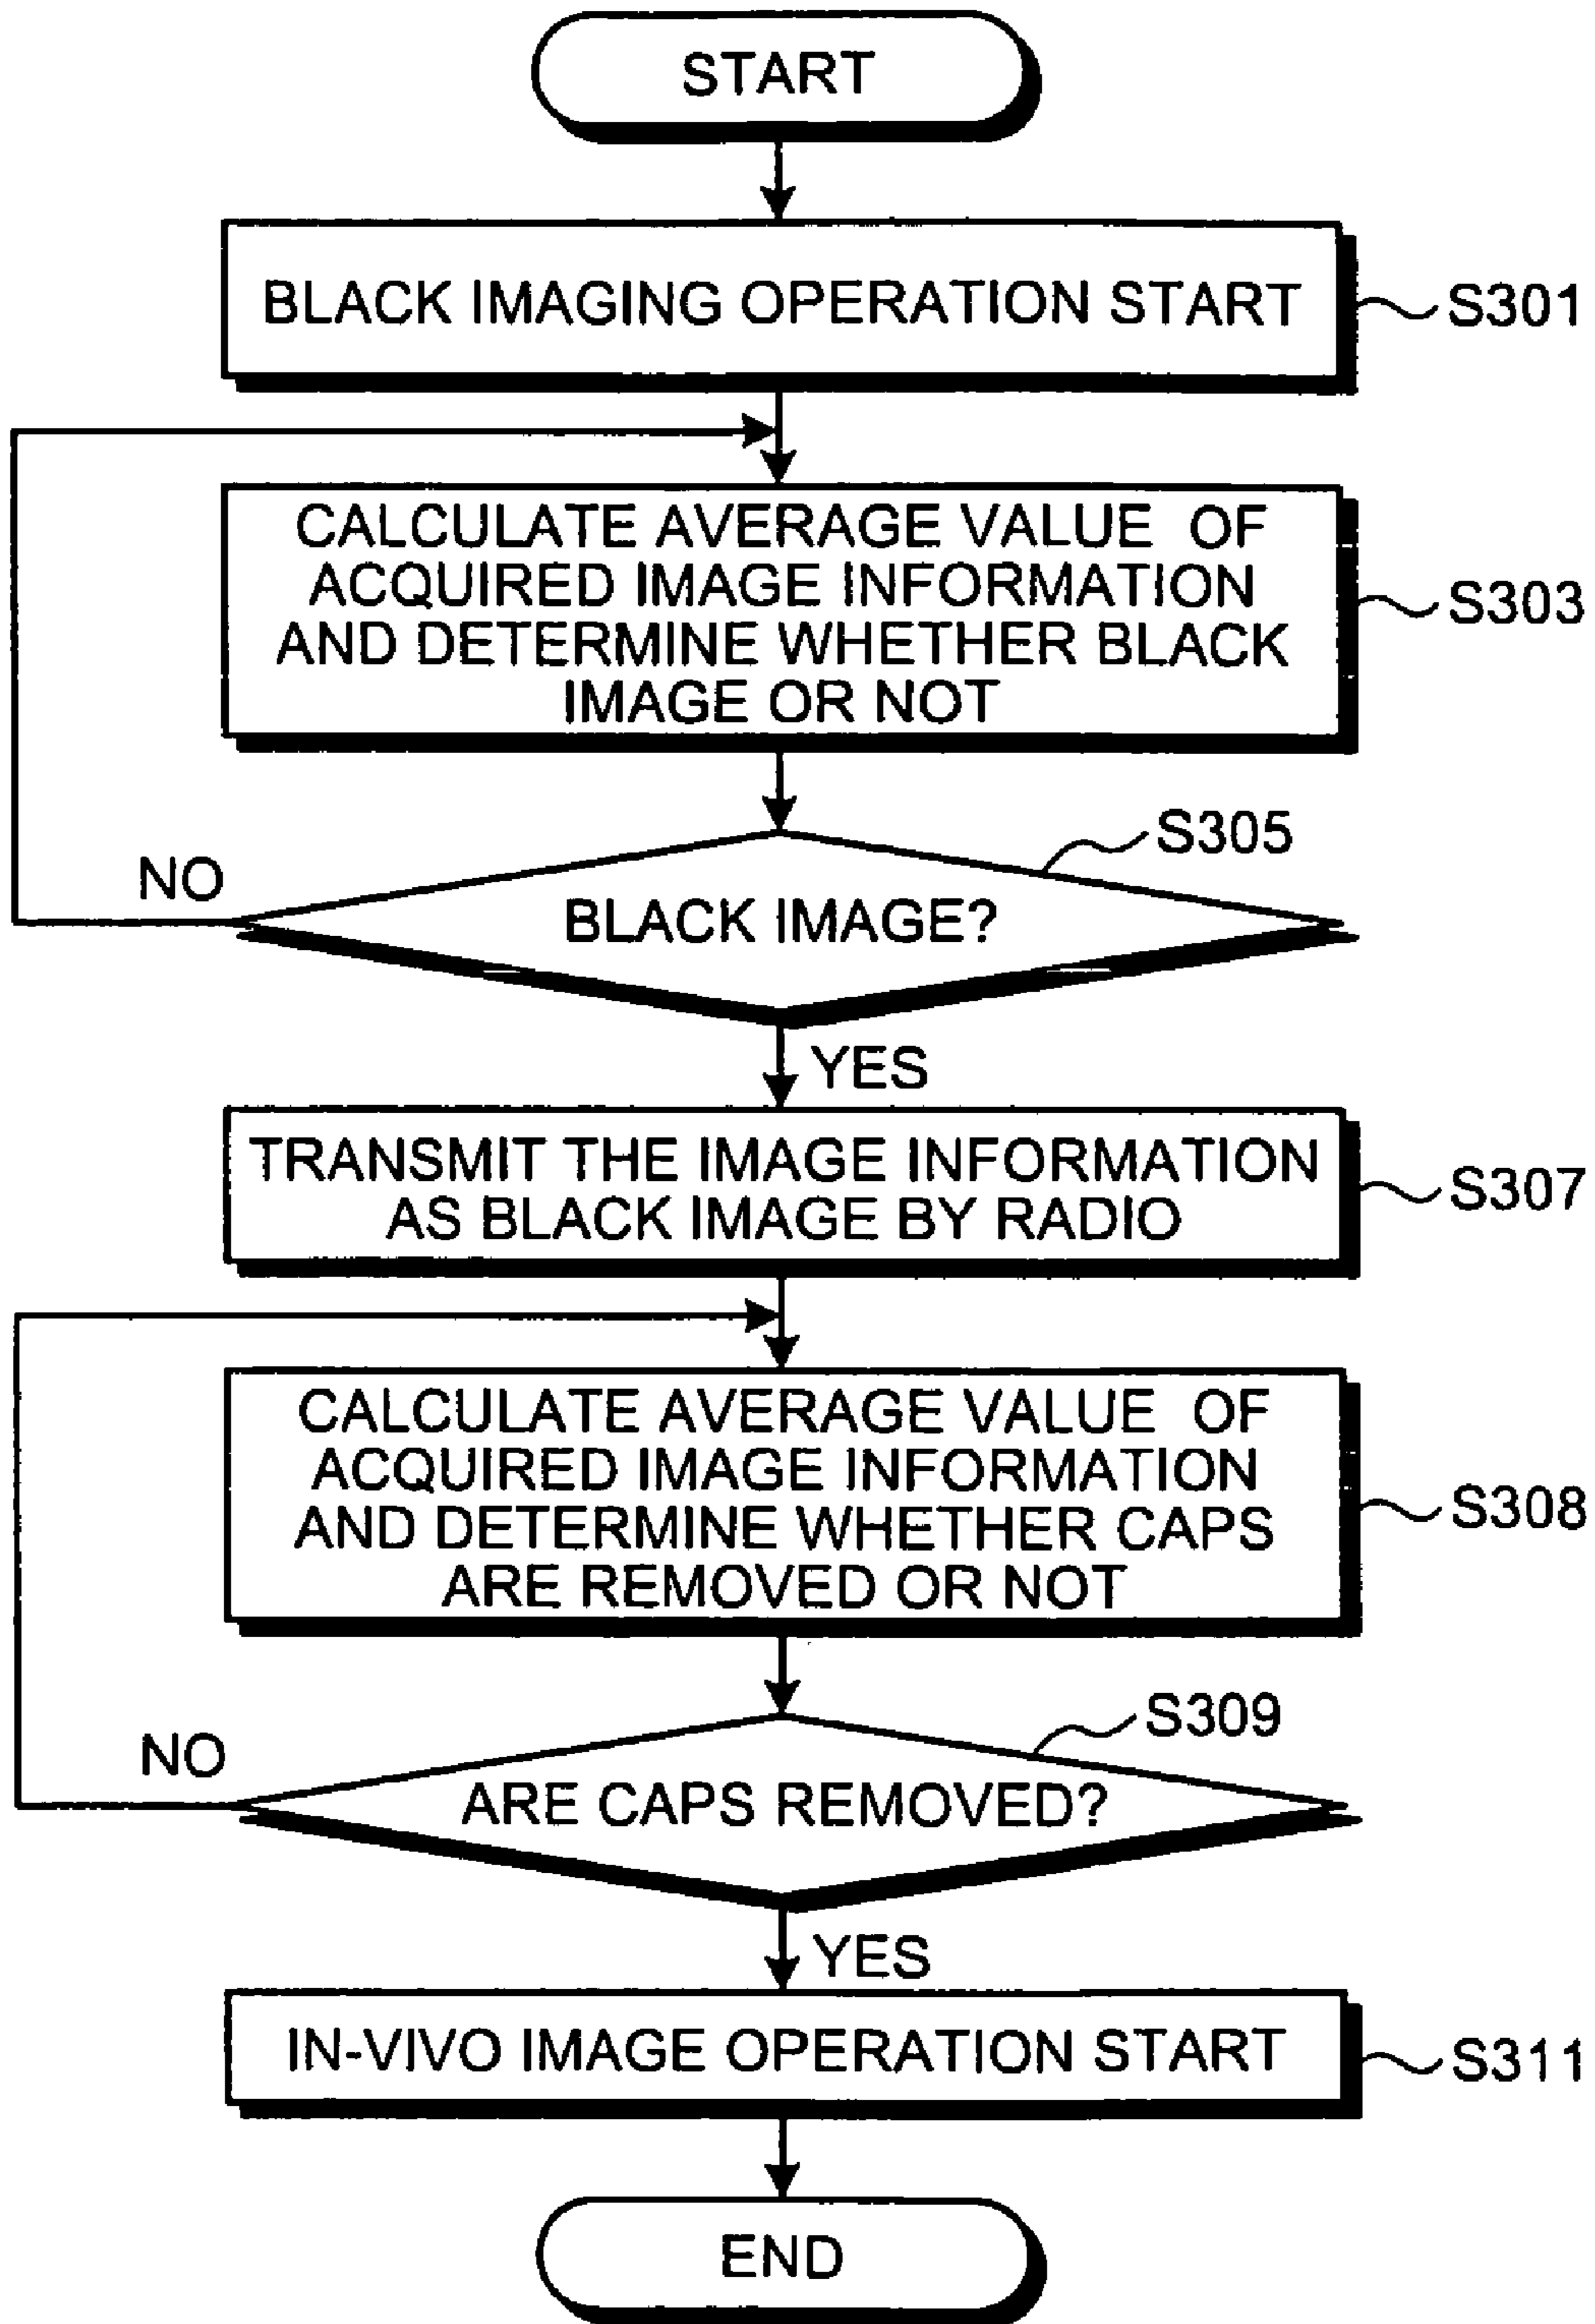 START
BLACK IMAGING OPERATION START
S301
CALCULATE AVERAGE VALUE OF
ACQUIRED IMAGE INFORMATION
AND DETERMINE WHETHER BLACK
IMAGE OR NOT
S303
S305
NO
BLACK IMAGE?
YES
TRANSMIT THE IMAGE INFORMATION
AS BLACK IMAGE BY RADIO
S307
CALCULATE AVERAGE VALUE OF
ACQUIRED IMAGE INFORMATION
AND DETERMINE WHETHER CAPS
ARE REMOVED OR NOT
S308
S309
NO
ARE CAPS REMOVED?
YES
IN-VIVO IMAGE OPERATION START
S311
END